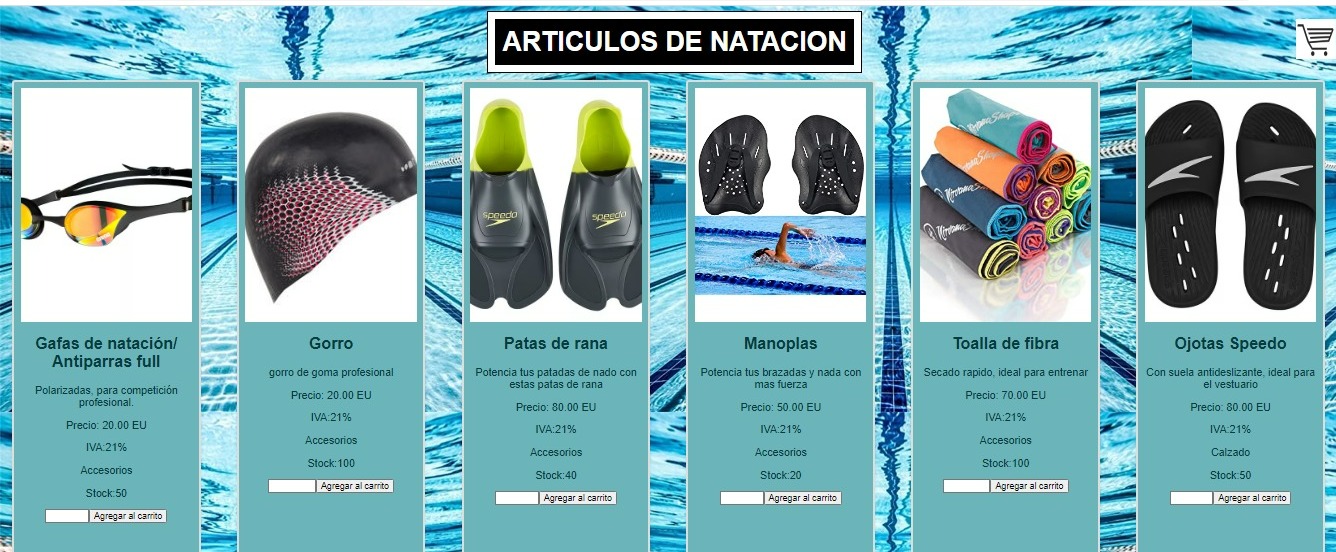 ARTICULOS DE NATACION
Gafas de natación/
Antiparras full
Polarizadas, para competición
profesional.
Precio: 20.00 EU
IVA:21%
Accesorios
Stock:50
Agregar al carrito
Gorro
gorro de goma profesional
Precio: 20.00 EU
IVA:21%
Accesorios
Stock:100
Agregar al carrito
speedo
speedo
Patas de rana
Potencia tus patadas de nado con
estas patas de rana
Precio: 80.00 EU
IVA:21%
Accesorios
Stock:40
Agregar al carrito
Manoplas
Potencia tus brazadas y nada con
mas fuerza
Precio: 50.00 EU
IVA:21%
Accesorios
Stock:20
Agregar al carrito
Toalla de fibra
Secado rapido, ideal para entrenar
Precio: 70.00 EU
IVA:21%
Accesorios
Stock:100
Agregar al carrito
Ojotas Speedo
Con suela antideslizante, ideal para
el vestuario
Precio: 80.00 EU
IVA:21%
Calzado
Stock:50
Agregar al carrito